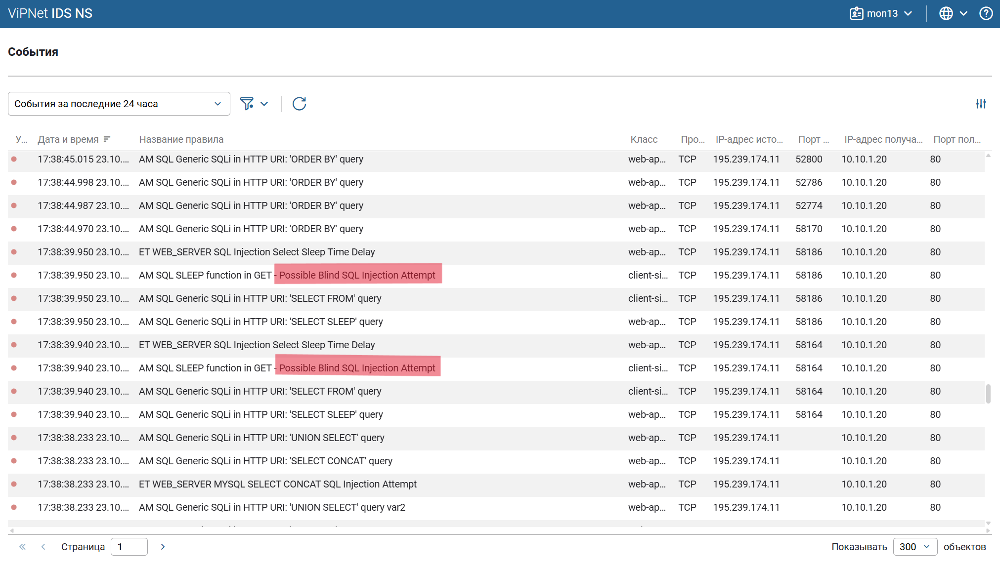 ViPNet IDS NS mon13
События
События за последние 24 часа
У... Дата и время Название правила Класс Про... IP-адрес исто... Порт ... IP-адрес получа... Порт пол...
17:38:45.015 23.10.... AM SQL Generic SQLi in HTTP URI: 'ORDER BY' query web-ap... TCP 195.239.174.11 52800 10.10.1.20 80
17:38:44.998 23.10.... AM SQL Generic SQLi in HTTP URI: 'ORDER BY' query web-ap... TCP 195.239.174.11 52786 10.10.1.20 80
17:38:44.987 23.10.... AM SQL Generic SQLi in HTTP URI: 'ORDER BY' query web-ap... TCP 195.239.174.11 52774 10.10.1.20 80
17:38:44.970 23.10.... AM SQL Generic SQLi in HTTP URI: 'ORDER BY' query web-ap... TCP 195.239.174.11 58170 10.10.1.20 80
17:38:39.950 23.10.... ET WEB_SERVER SQL Injection Select Sleep Time Delay web-ap... TCP 195.239.174.11 58186 10.10.1.20 80
17:38:39.950 23.10.... AM SQL SLEEP function in GET - Possible Blind SQL Injection Attempt client-si... TCP 195.239.174.11 58186 10.10.1.20 80
17:38:39.950 23.10.... AM SQL Generic SQLi in HTTP URI: 'SELECT FROM' query client-si... TCP 195.239.174.11 58186 10.10.1.20 80
17:38:39.950 23.10.... AM SQL Generic SQLi in HTTP URI: 'SELECT SLEEP' query web-ap... TCP 195.239.174.11 58186 10.10.1.20 80
17:38:39.940 23.10.... ET WEB_SERVER SQL Injection Select Sleep Time Delay web-ap... TCP 195.239.174.11 58164 10.10.1.20 80
17:38:39.940 23.10.... AM SQL SLEEP function in GET - Possible Blind SQL Injection Attempt client-si... TCP 195.239.174.11 58164 10.10.1.20 80
17:38:39.940 23.10.... AM SQL Generic SQLi in HTTP URI: 'SELECT FROM' query client-si... TCP 195.239.174.11 58164 10.10.1.20 80
17:38:39.940 23.10.... AM SQL Generic SQLi in HTTP URI: 'SELECT SLEEP' query web-ap... TCP 195.239.174.11 58164 10.10.1.20 80
17:38:38.233 23.10.... AM SQL Generic SQLi in HTTP URI: 'UNION SELECT' query web-ap... TCP 195.239.174.11 10.10.1.20 80
17:38:38.233 23.10.... AM SQL Generic SQLi in HTTP URI: 'SELECT CONCAT' query web-ap... TCP 195.239.174.11 10.10.1.20 80
17:38:38.233 23.10.... ET WEB_SERVER MYSQL SELECT CONCAT SQL Injection Attempt web-ap... TCP 195.239.174.11 10.10.1.20 80
17:38:38.233 23.10.... AM SQL Generic SQLi in HTTP URI: 'UNION SELECT' query var2 web-ap... TCP 195.239.174.11 10.10.1.20 80
Страница 1 Показывать 300 объектов